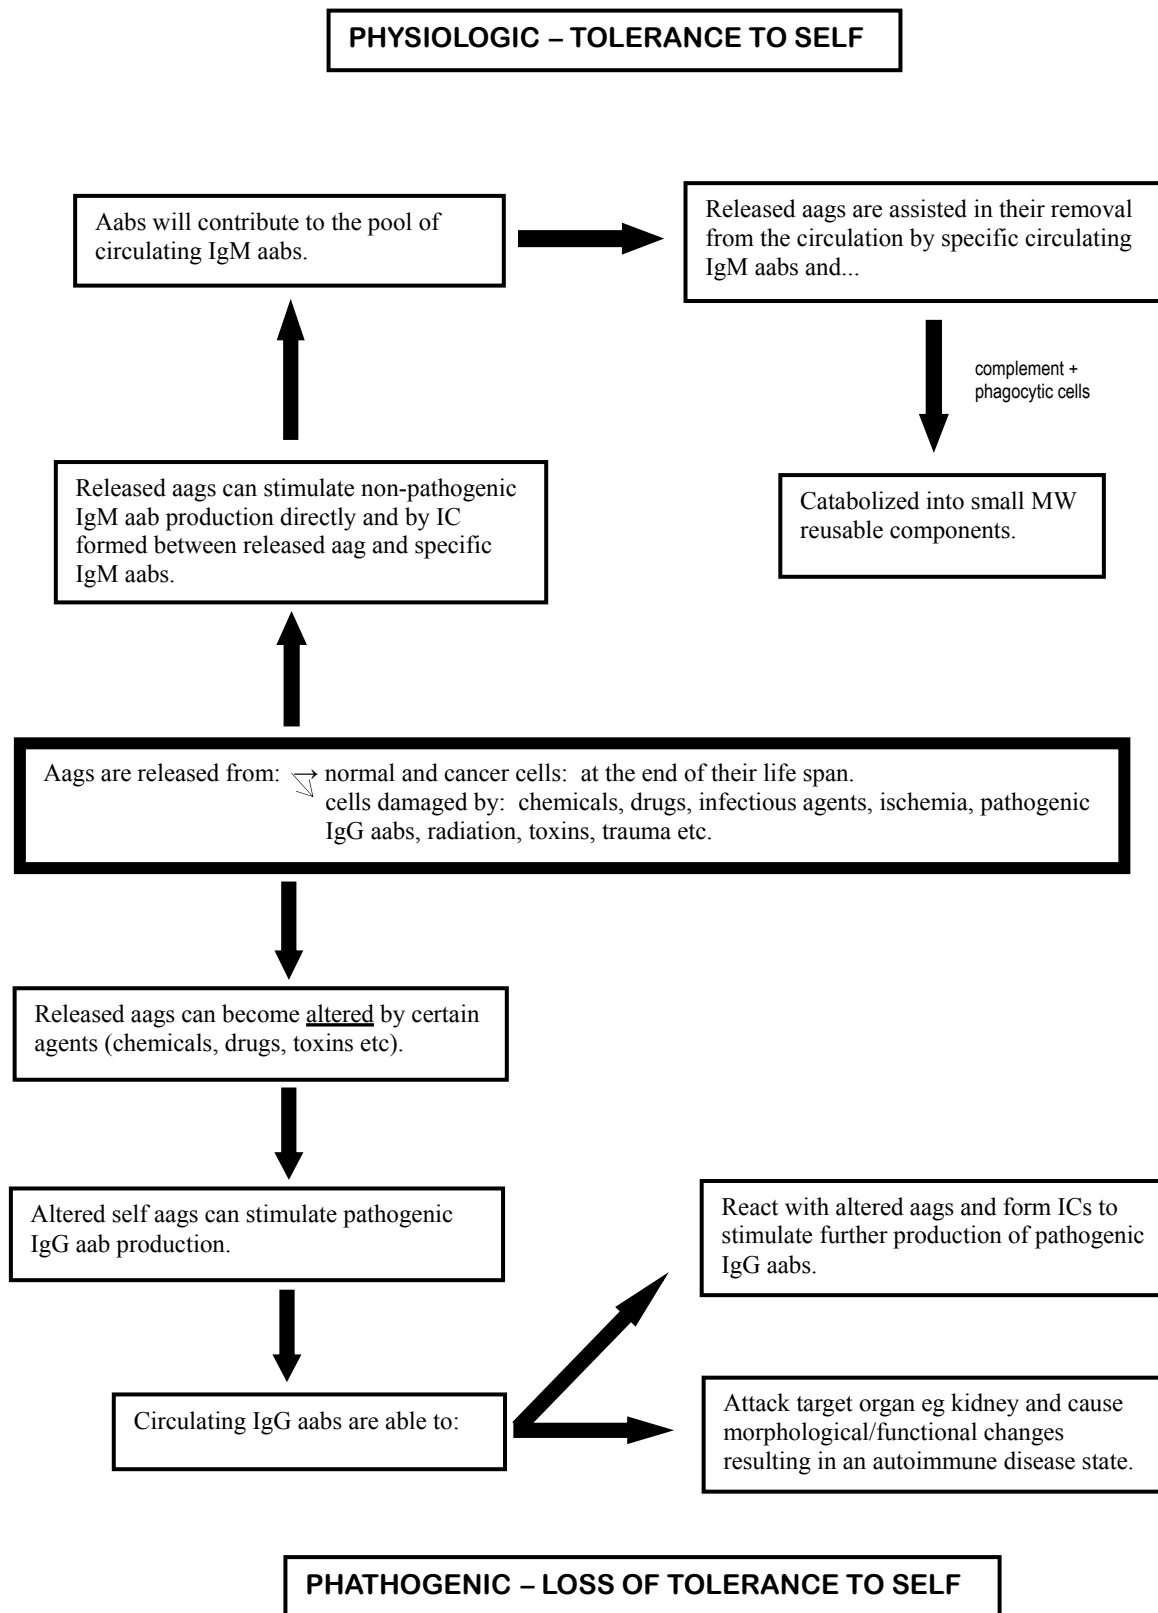 PHYSIOLOGIC – TOLERANCE TO SELF
Aabs will contribute to the pool of
circulating IgM aabs.
Released aags are assisted in their removal
from the circulation by specific circulating
IgM aabs and...
complement +
phagocytic cells
Released aags can stimulate non-pathogenic
IgM aab production directly and by IC
formed between released aag and specific
IgM aabs.
Catabolized into small MW
reusable components.
Aags are released from: → normal and cancer cells: at the end of their life span.
cells damaged by: chemicals, drugs, infectious agents, ischemia, pathogenic
IgG aabs, radiation, toxins, trauma etc.
Released aags can become altered by certain
agents (chemicals, drugs, toxins etc).
Altered self aags can stimulate pathogenic
IgG aab production.
React with altered aags and form ICs to
stimulate further production of pathogenic
IgG aabs.
Circulating IgG aabs are able to:
Attack target organ eg kidney and cause
morphological/functional changes
resulting in an autoimmune disease state.
PHATHOGENIC – LOSS OF TOLERANCE TO SELF